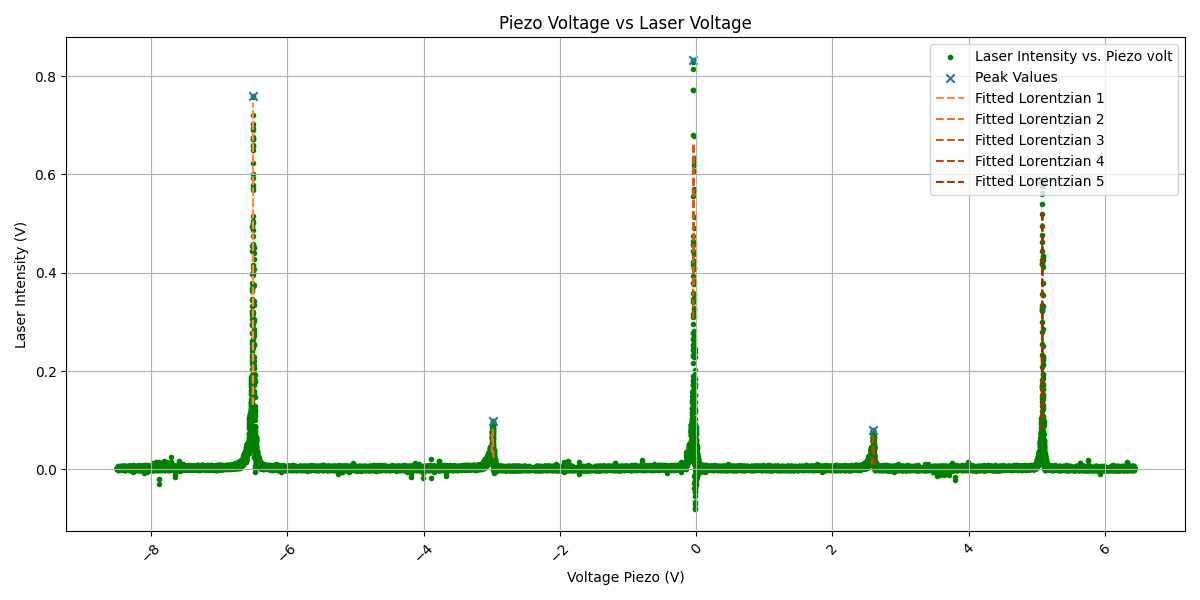 Piezo Voltage vs Laser Voltage
Laser Intensity vs. Piezo volt
Peak Values
Fitted Lorentzian 1
Fitted Lorentzian 2
Fitted Lorentzian 3
Fitted Lorentzian 4
Fitted Lorentzian 5
Laser Intensity (V)
0.8
0.6
0.4
0.2
0.0
−8
−6
−4
−2
0
2
4
6
Voltage Piezo (V)